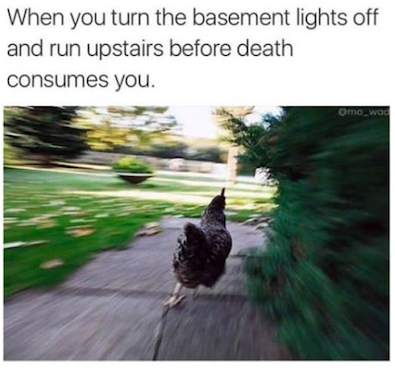 When you turn the basement lights off
and run upstairs before death
consumes you.